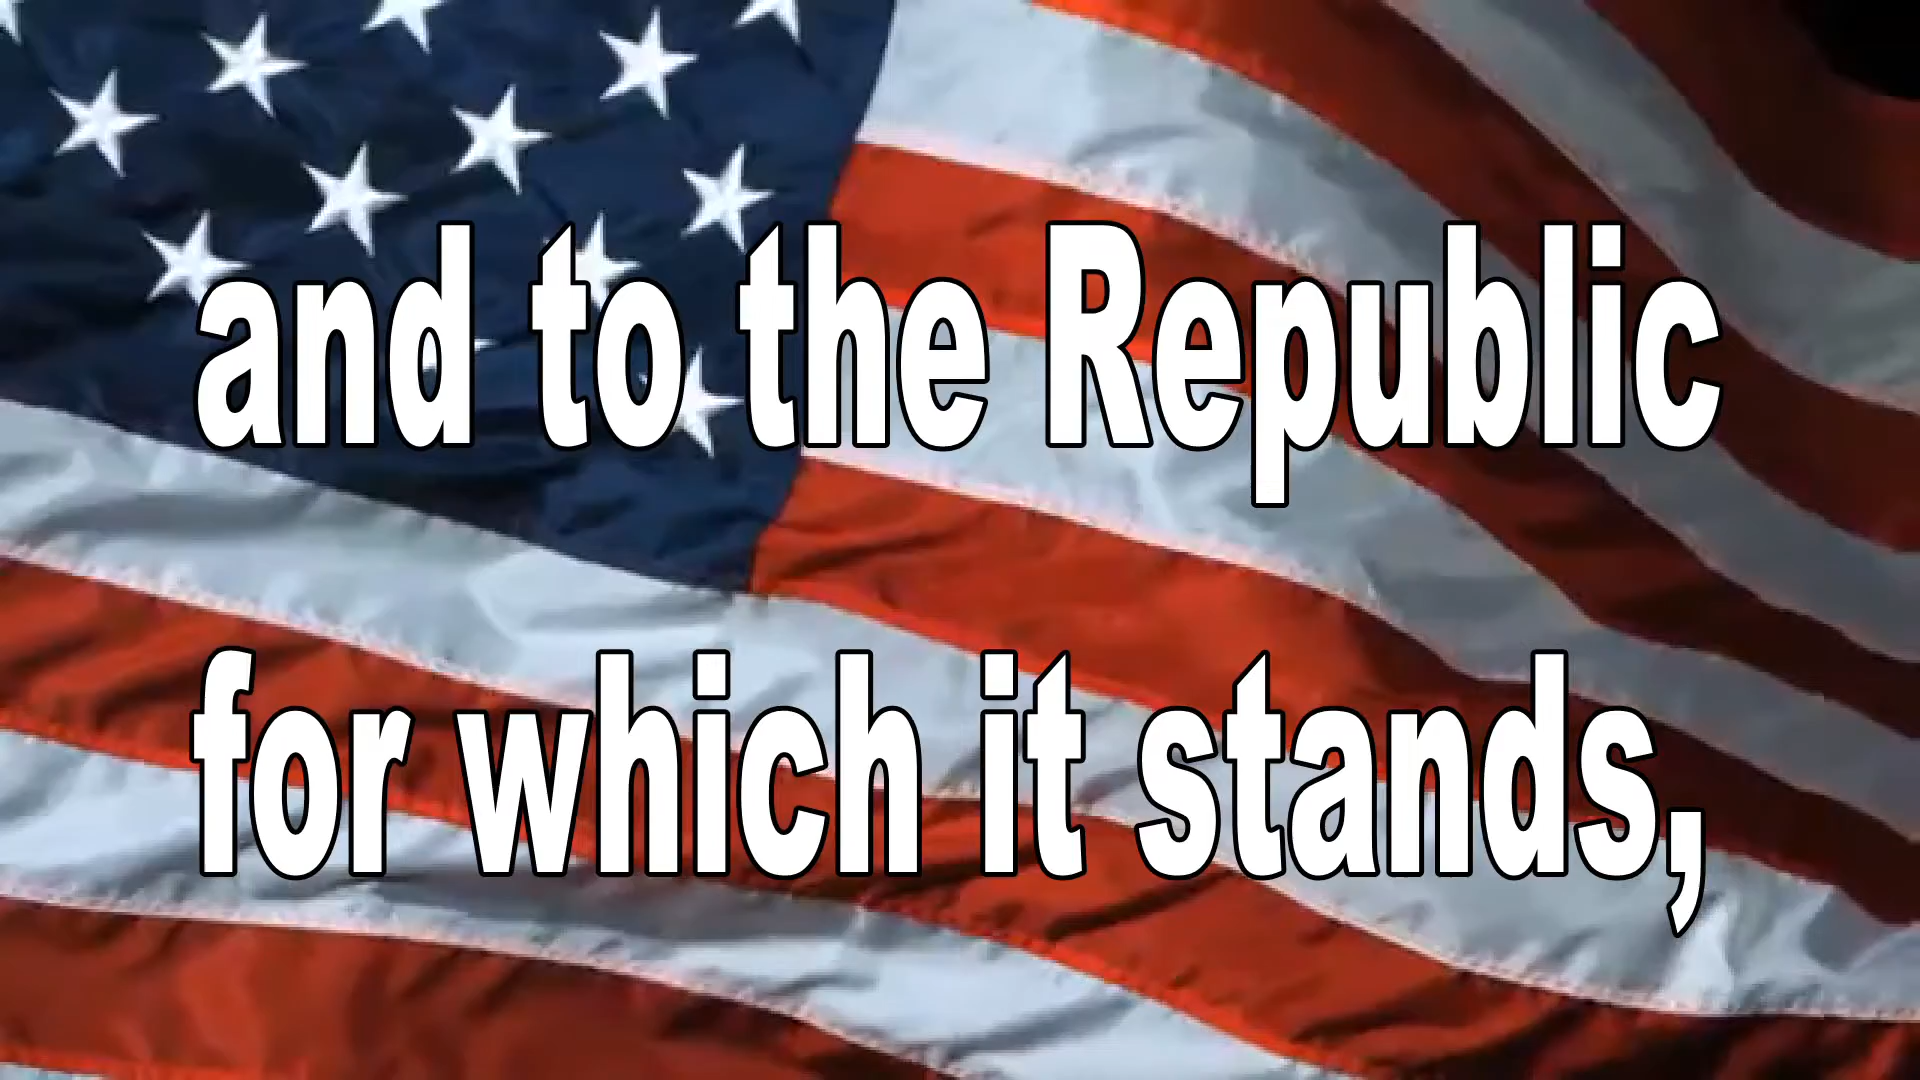 and to the Republic
for which it stands,